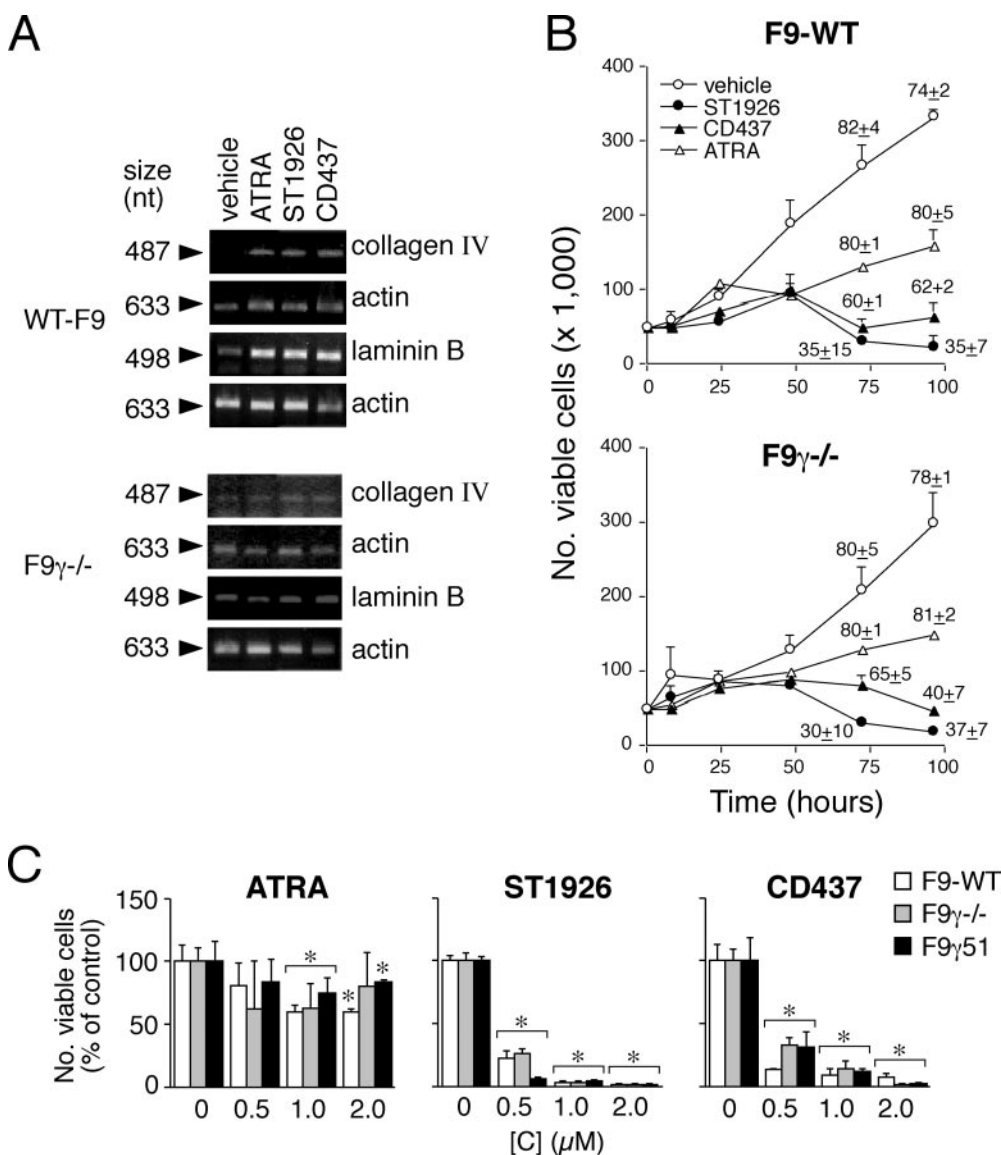 A
size
(nt)
vehicle
ATRA
ST1926
CD437
WT-F9
487
collagen IV
633
actin
498
laminin B
633
actin
F9γ-/-
487
collagen IV
633
actin
498
laminin B
633
actin
B
F9-WT
No. viable cells (x 1,000)
400
300
200
100
0
vehicle
ST1926
CD437
ATRA
82±4
74±2
80±1
80±5
60±1
62±2
35±15
35±7
0
25
50
75
100
F9γ-/-
400
300
200
100
0
80±5
78±1
80±1
81±2
65±5
40±7
30±10
37±7
0
25
50
75
100
Time (hours)
C
No. viable cells
(% of control)
ATRA
150
100
50
0
*
*
*
0
0.5
1.0
2.0
ST1926
*
*
*
0
0.5
1.0
2.0
[C] (µM)
CD437
*
*
*
0
0.5
1.0
2.0
F9-WT
F9γ-/-
F9γ51